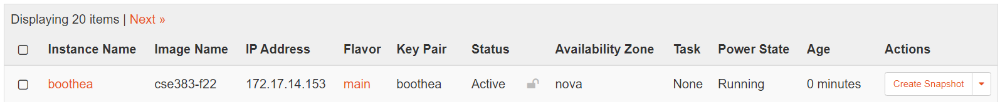 Displaying 20 items | Next »
Instance Name Image Name IP Address Flavor Key Pair Status Availability Zone Task Power State Age Actions
boothea cse383-f22 172.17.14.153 main boothea Active nova None Running 0 minutes Create Snapshot